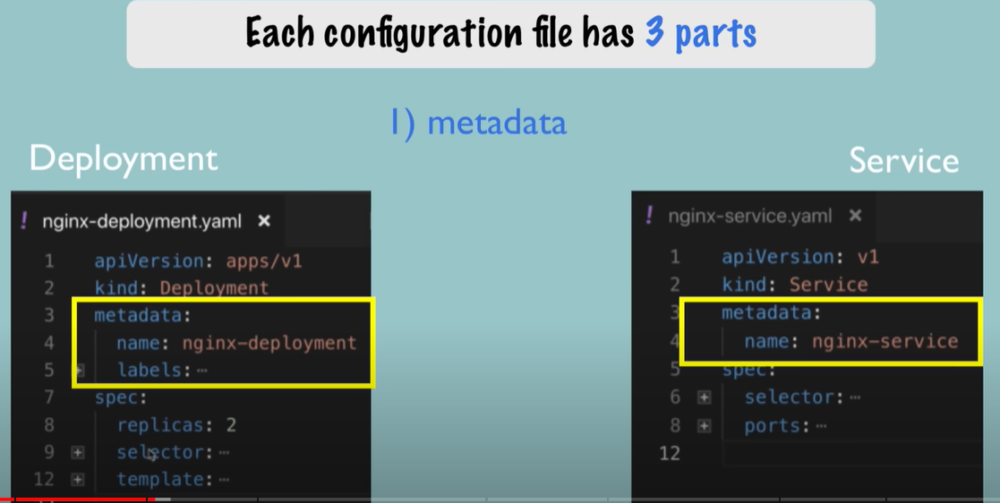 Each configuration file has 3 parts
1) metadata
Deployment
! nginx-deployment.yaml ×
1 apiVersion: apps/v1
2 kind: Deployment
3 metadata:
4 name: nginx-deployment
5 labels: ⋯
7 spec:
8 replicas: 2
9 selector: ⋯
12 template: ⋯
Service
! nginx-service.yaml ×
1 apiVersion: v1
2 kind: Service
3 metadata:
4 name: nginx-service
5 spec:
6 selector: ⋯
8 ports: ⋯
12